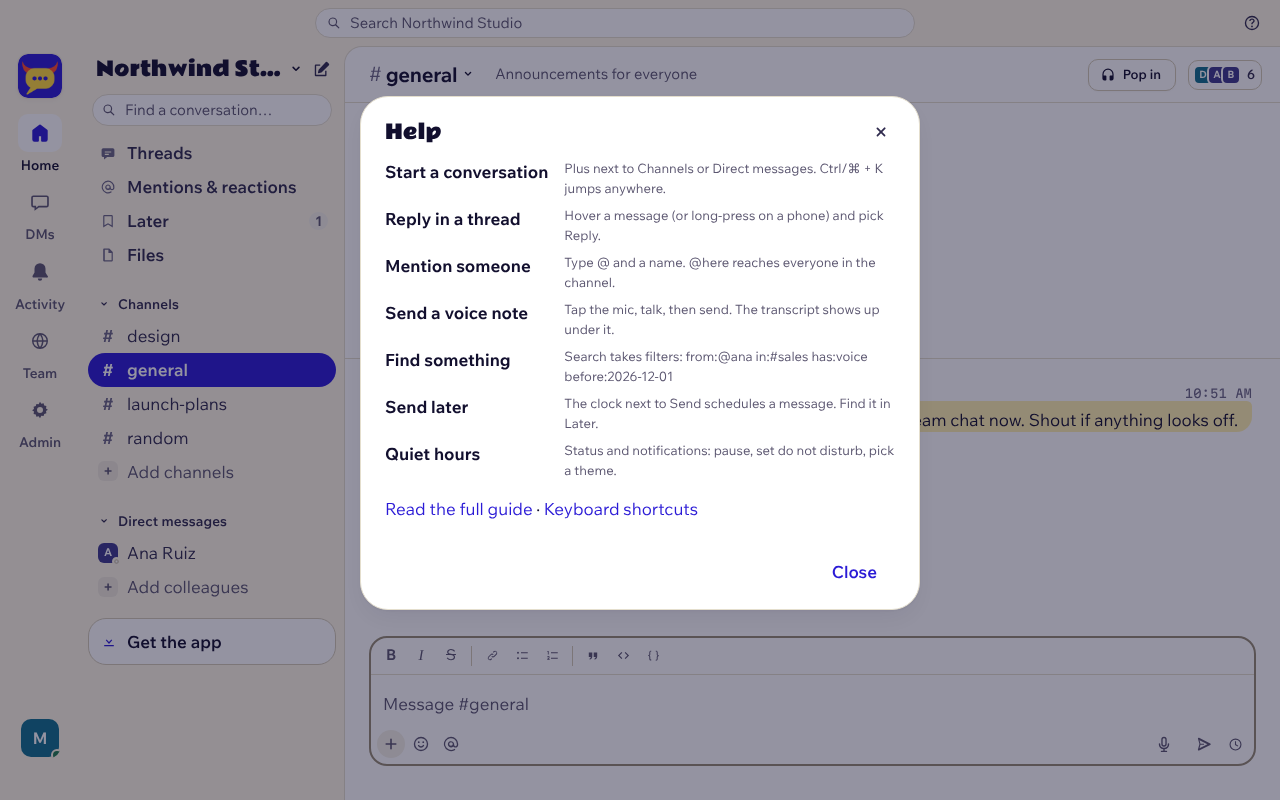 Search Northwind Studio
Northwind St...
Find a conversation...
Threads
Mentions & reactions
Later 1
Files
Channels
# design
# general
# launch-plans
# random
+ Add channels
Direct messages
A Ana Ruiz
+ Add colleagues
Get the app
Home
DMs
Activity
Team
Admin
M
# general
Announcements for everyone
Pop in
D A B 6
Help
Start a conversation
Plus next to Channels or Direct messages. Ctrl/⌘ + K
jumps anywhere.
Reply in a thread
Hover a message (or long-press on a phone) and pick
Reply.
Mention someone
Type @ and a name. @here reaches everyone in the
channel.
Send a voice note
Tap the mic, talk, then send. The transcript shows up
under it.
Find something
Search takes filters: from:@ana in:#sales has:voice
before:2026-12-01
Send later
The clock next to Send schedules a message. Find it in
Later.
Quiet hours
Status and notifications: pause, set do not disturb, pick
a theme.
Read the full guide · Keyboard shortcuts
Close
10:51 AM
chat now. Shout if anything looks off.
B I S
Message #general